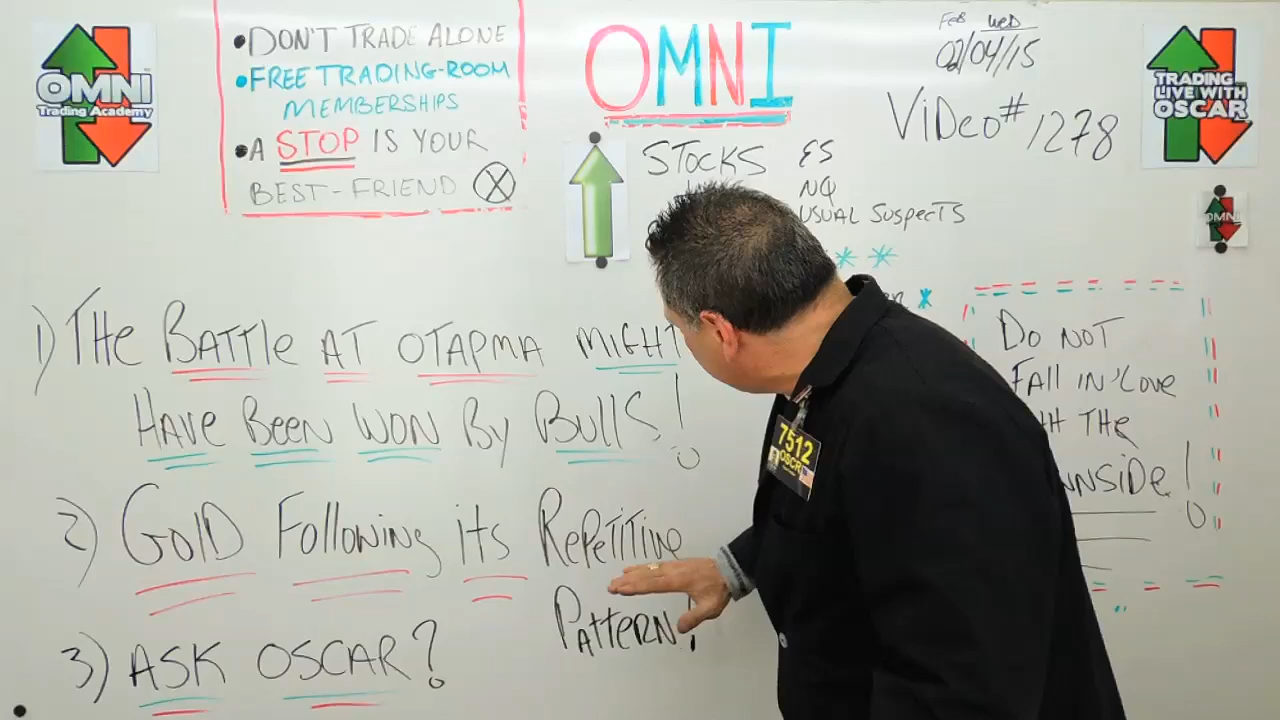 OMNI
Trading Academy
•DON'T TRADE ALONE
•FREE TRADING-ROOM
MEMBERSHIPS
•A STOP IS YOUR
BEST-FRIEND
OMNI
STOCKS
ES
NQ
USUAL SUSPECTS
FEB WED
02/04/15
VIDEO# 1278
TRADING
LIVE WITH
OSCAR
OMNI
1) THE BATTLE AT OTAPMA MIGHT
HAVE BEEN WON BY BULLS!
2) GOLD FOLLOWING ITS REPETITIVE
PATTERN!
3) ASK OSCAR?
DO NOT
FALL IN LOVE
THE
!
7512
OSCR